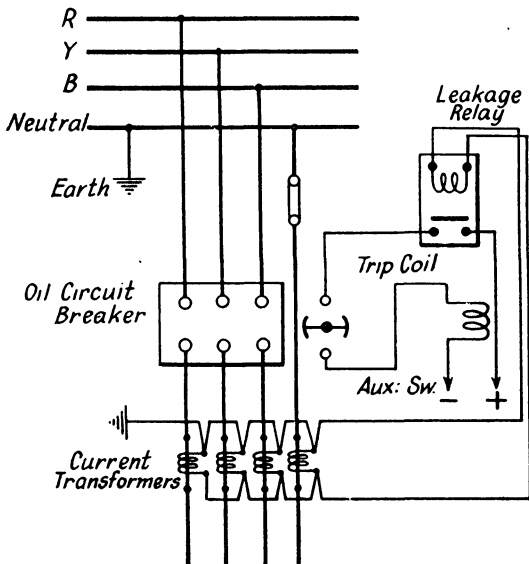 R
Y
B
Neutral
Earth
Leakage
Relay
Trip Coil
Oil Circuit
Breaker
Aux: Sw.
− +
Current
Transformers